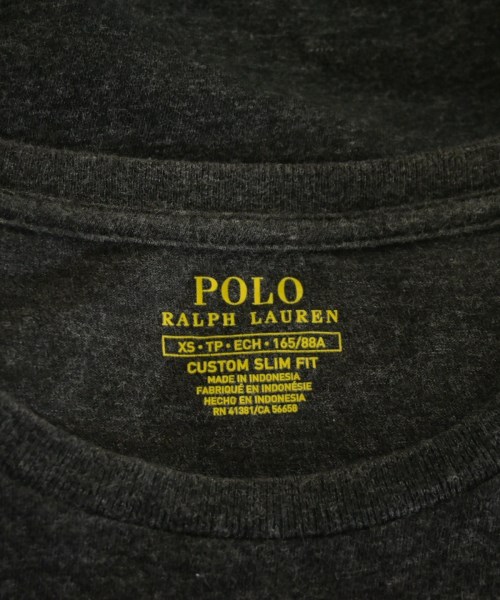 POLO
RALPH LAUREN
XS • TP • ECH • 165/88A
CUSTOM SLIM FIT
MADE IN INDONESIA
FABRIQUÉ EN INDONÉSIE
HECHO EN INDONESIA
RN 41381/CA 56658